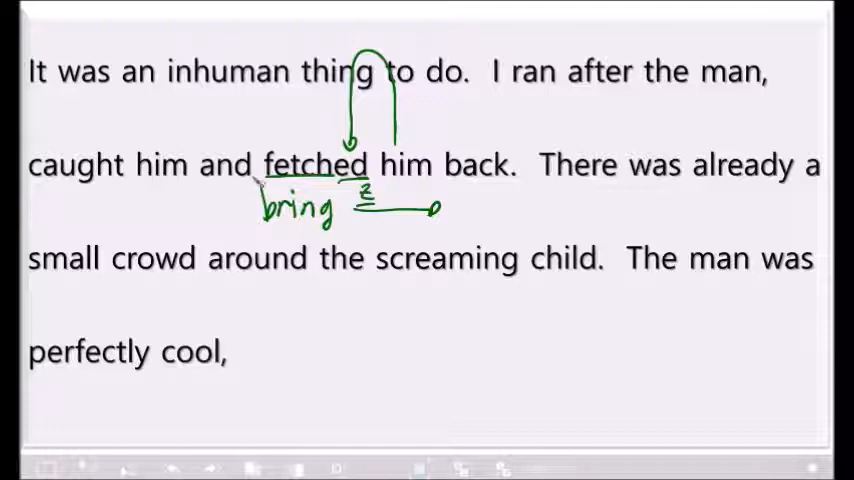 It was an inhuman thing to do. I ran after the man,
caught him and fetched him back. There was already a
bring
small crowd around the screaming child. The man was
perfectly cool,